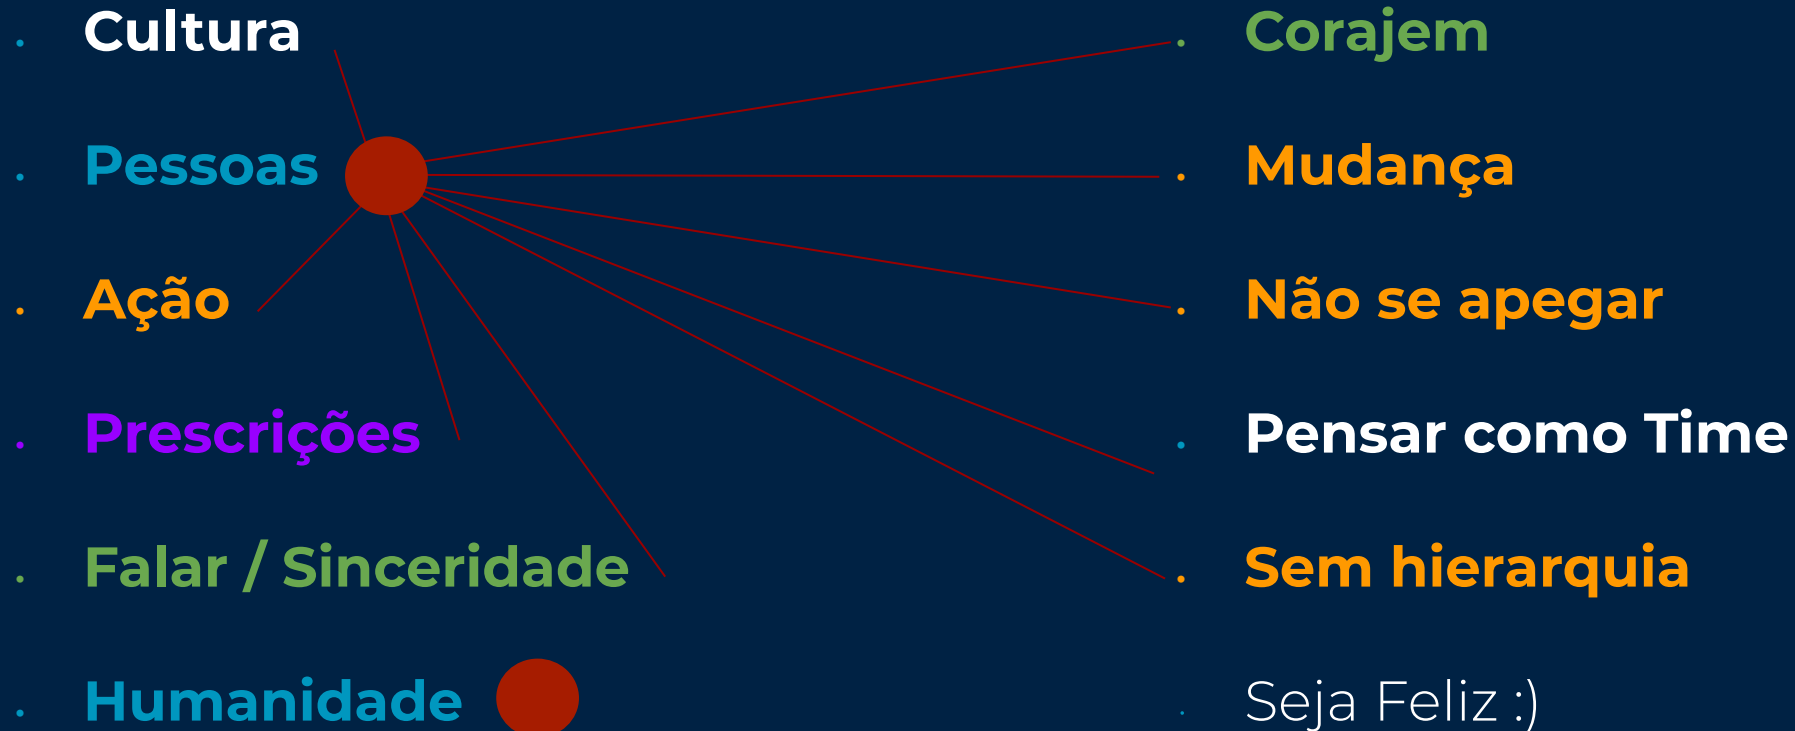 Cultura
Pessoas
Ação
Prescrições
Falar / Sinceridade
Humanidade
Corajem
Mudança
Não se apegar
Pensar como Time
Sem hierarquia
Seja Feliz :)